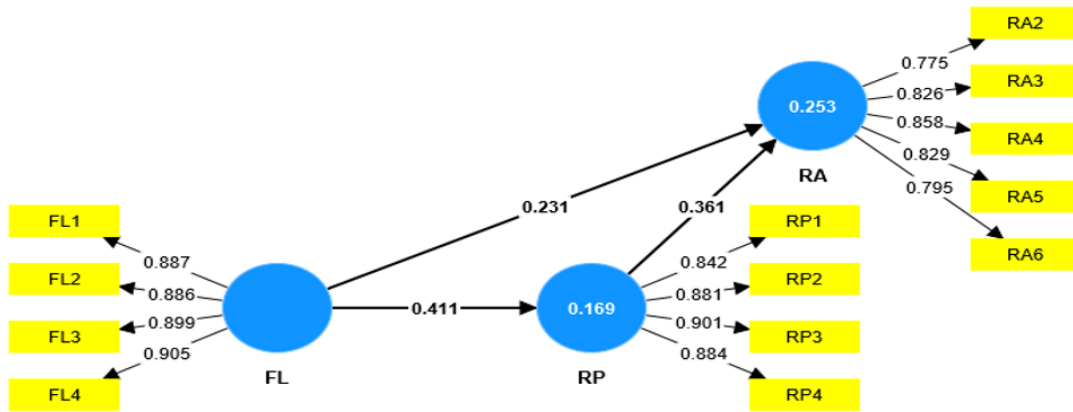 RA2
0.775
RA3
0.826
0.253
0.858
RA4
0.829
RA
0.795
RA5
0.231
0.361
FL1
RP1
RA6
0.887
0.842
FL2
0.886
RP2
0.881
0.411
0.169
0.899
0.901
FL3
RP3
0.905
0.884
FL
RP
FL4
RP4